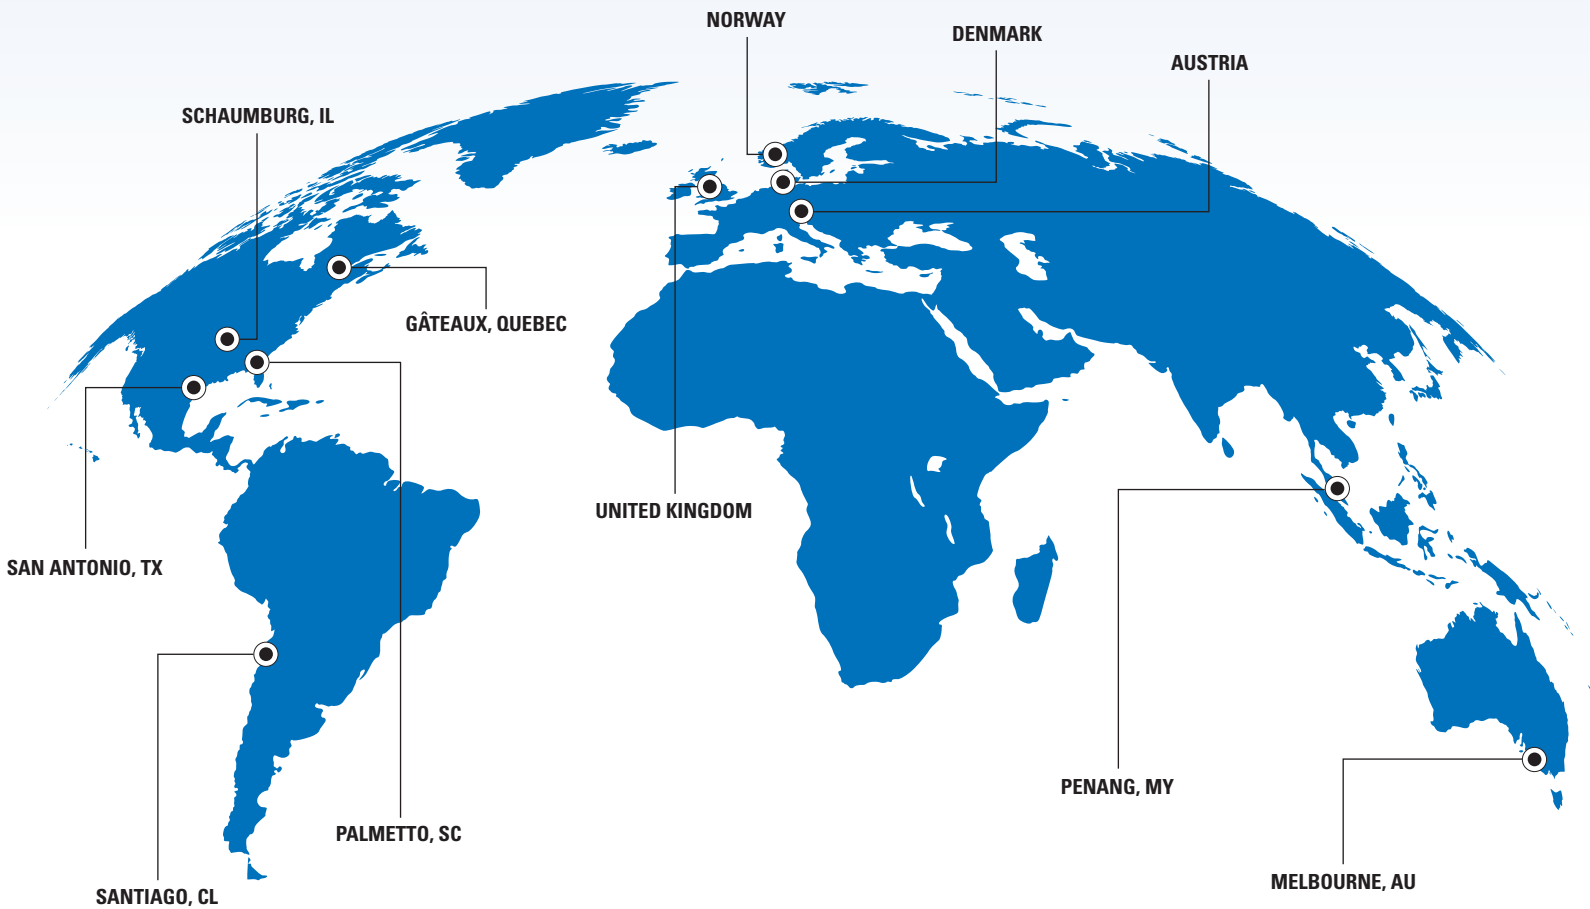 NORWAY
DENMARK
AUSTRIA
SCHAUMBURG, IL
GÂTEAUX, QUEBEC
UNITED KINGDOM
SAN ANTONIO, TX
PENANG, MY
PALMETTO, SC
MELBOURNE, AU
SANTIAGO, CL